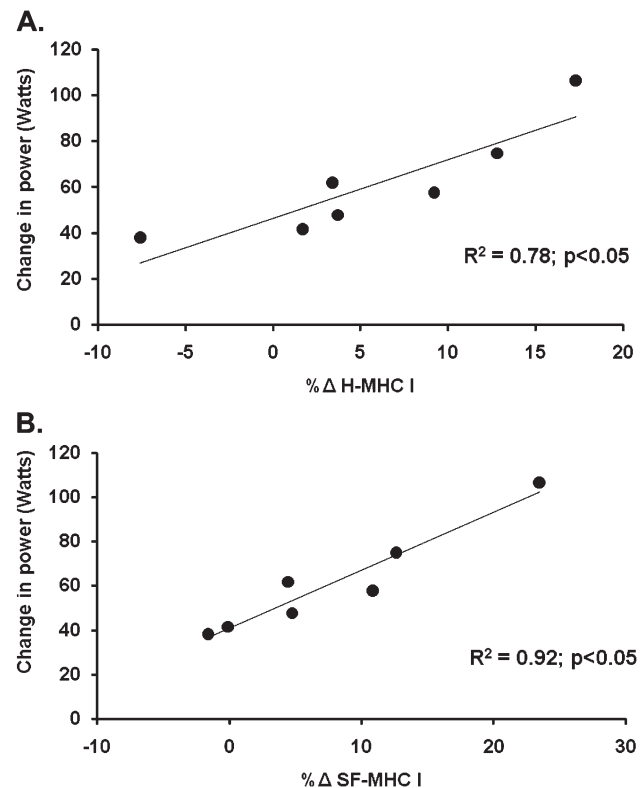 A.
120
100
80
60
40
20
0
Change in power (Watts)
R² = 0.78; p<0.05
-10 -5 0 5 10 15 20
% Δ H-MHC I
B.
120
100
80
60
40
20
0
Change in power (Watts)
R² = 0.92; p<0.05
-10 0 10 20 30
% Δ SF-MHC I